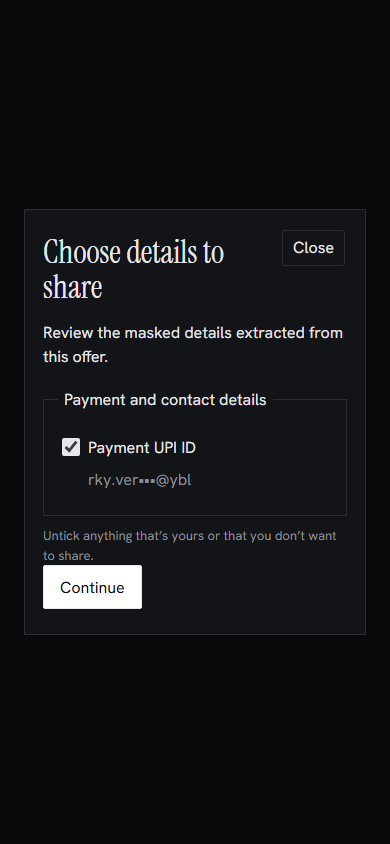 Choose details to
share
Close
Review the masked details extracted from
this offer.
Payment and contact details
Payment UPI ID
rky.ver▪▪▪@ybl
Untick anything that’s yours or that you don’t want
to share.
Continue